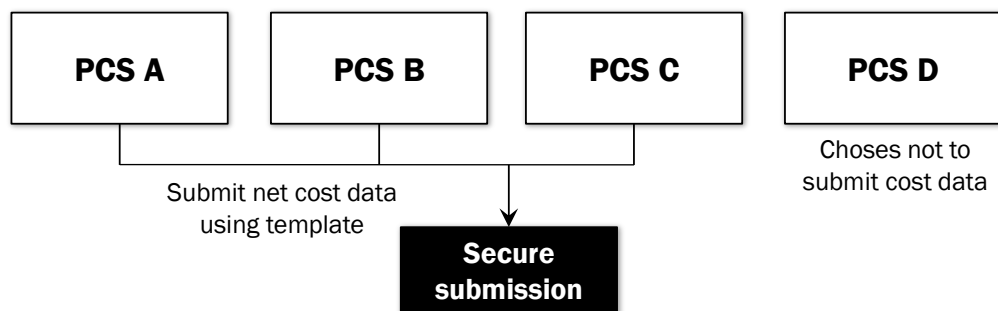 PCS A
PCS B
PCS C
PCS D
Choses not to
submit cost data
Submit net cost data
using template
Secure
submission